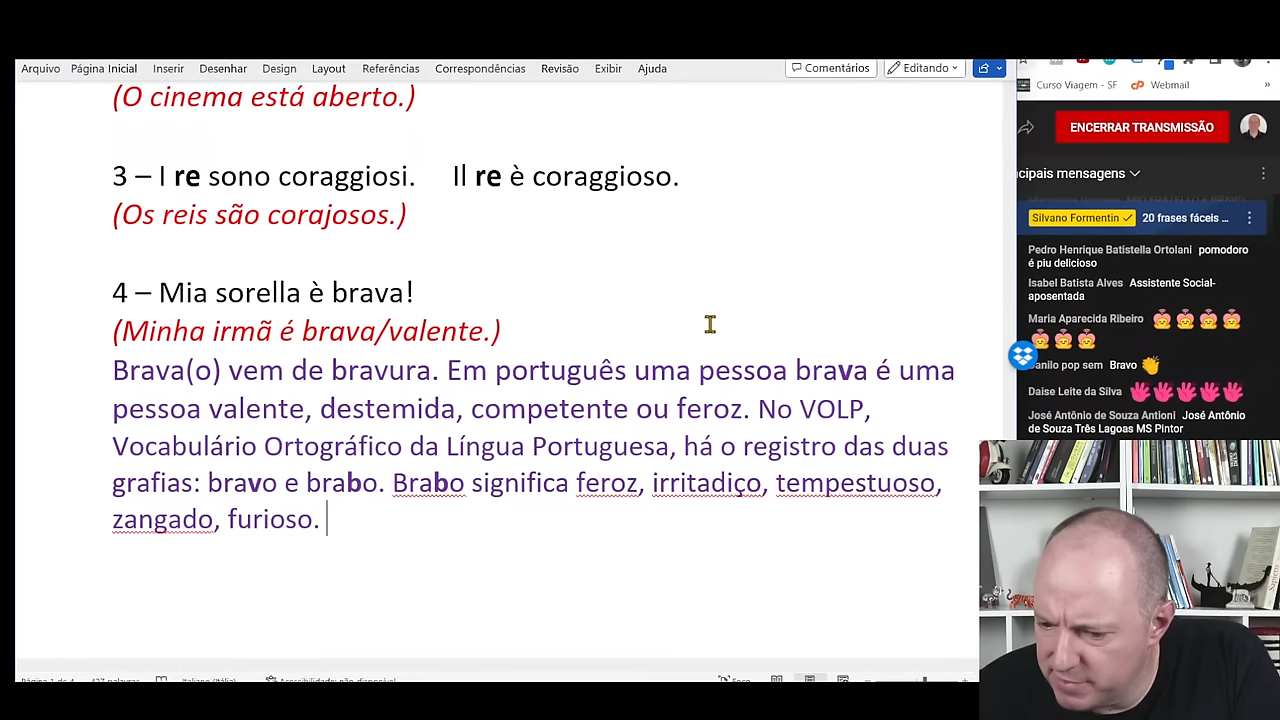 Arquivo Página Inicial Inserir Desenhar Design Layout Referências Correspondências Revisão Exibir Ajuda Comentários Editando
(O cinema está aberto.)
3 – I re sono coraggiosi. Il re è coraggioso.
(Os reis são corajosos.)
4 – Mia sorella è brava!
(Minha irmã é brava/valente.)
Brava(o) vem de bravura. Em português uma pessoa brava é uma
pessoa valente, destemida, competente ou feroz. No VOLP,
Vocabulário Ortográfico da Língua Portuguesa, há o registro das duas
grafias: bravo e brabo. Brabo significa feroz, irritadiço, tempestuoso,
zangado, furioso.
Curso Viagem - SF Webmail »
ENCERRAR TRANSMISSÃO
cipais mensagens
Silvano Formentin 20 frases fáceis ...
Pedro Henrique Batistella Ortolani pomodoro
é piu delicioso
Isabel Batista Alves Assistente Social-
aposentada
Maria Aparecida Ribeiro
anilo pop sem Bravo
Daise Leite da Silva
José Antônio de Souza Antioni José Antônio
de Souza Três Lagoas MS Pintor